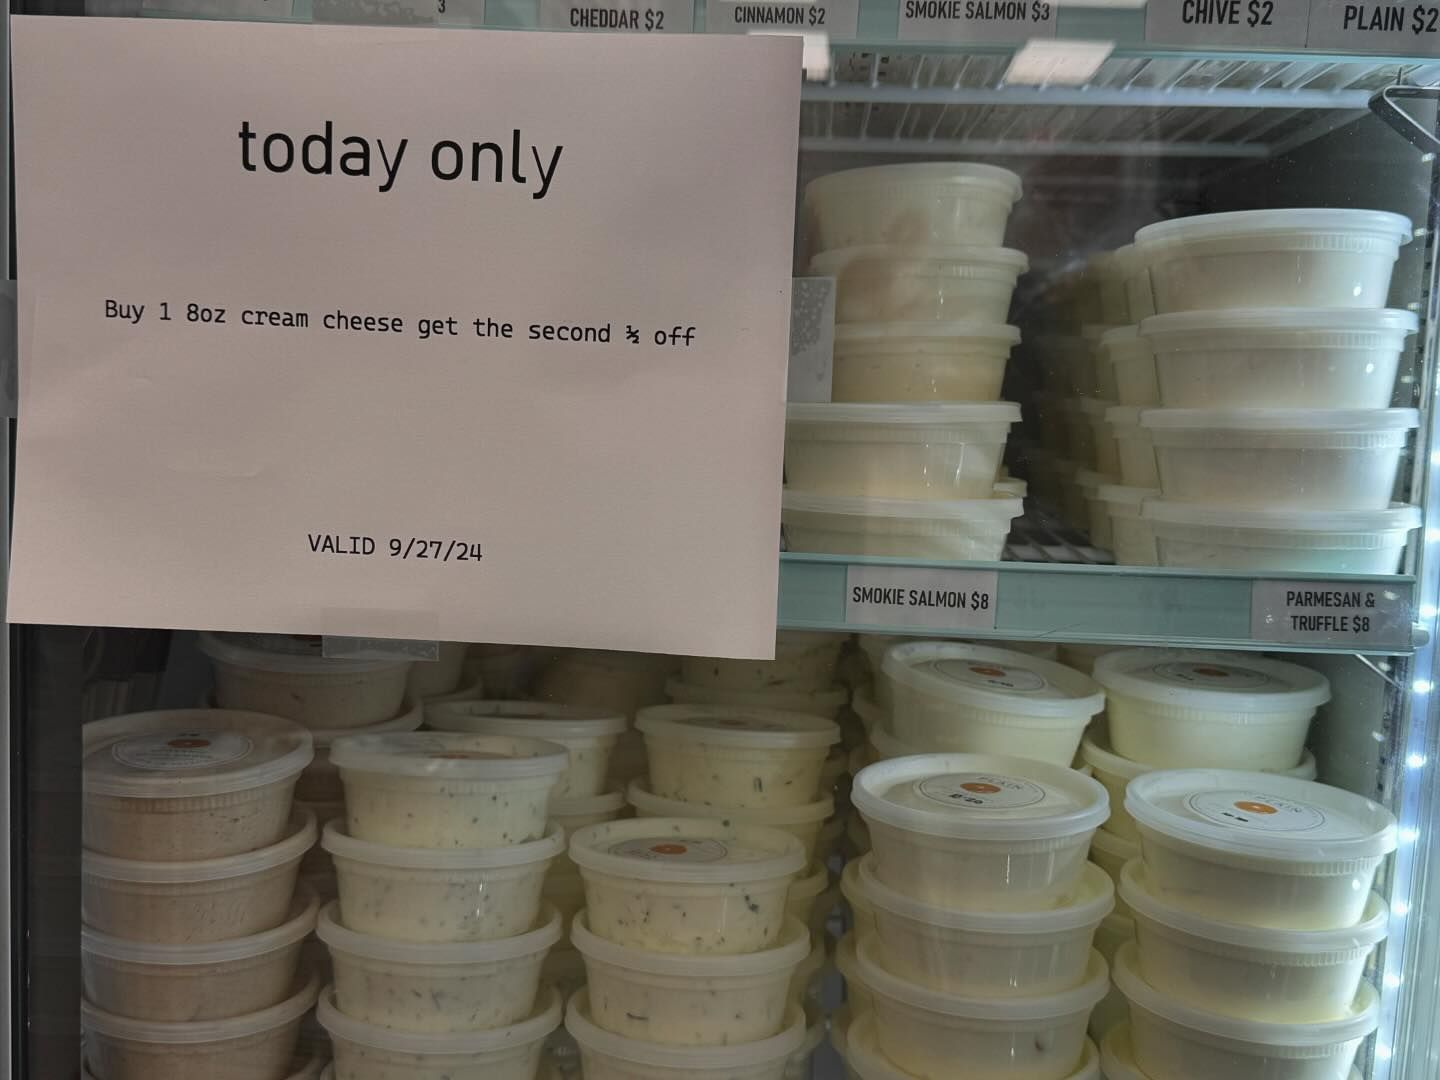 3
CHEDDAR $2
CINNAMON $2
SMOKIE SALMON $3
CHIVE $2
PLAIN $2
today only
Buy 1 8oz cream cheese get the second ½ off
VALID 9/27/24
SMOKIE SALMON $8
PARMESAN &
TRUFFLE $8